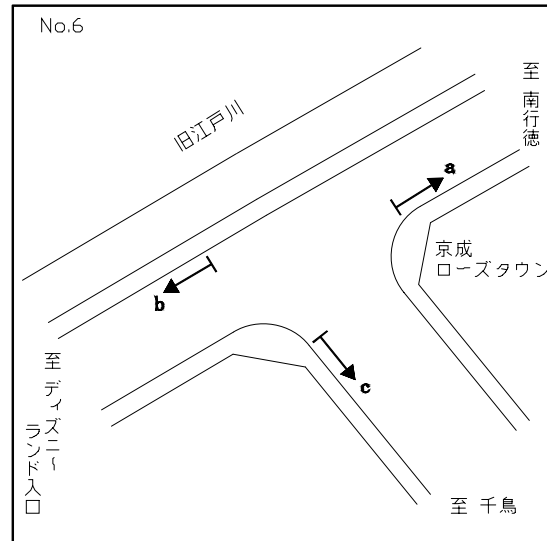 No.6
旧江戸川
至 南行徳
a
京成
ローズタウン
b
c
至 ディズニー
ランド入口
至 千鳥